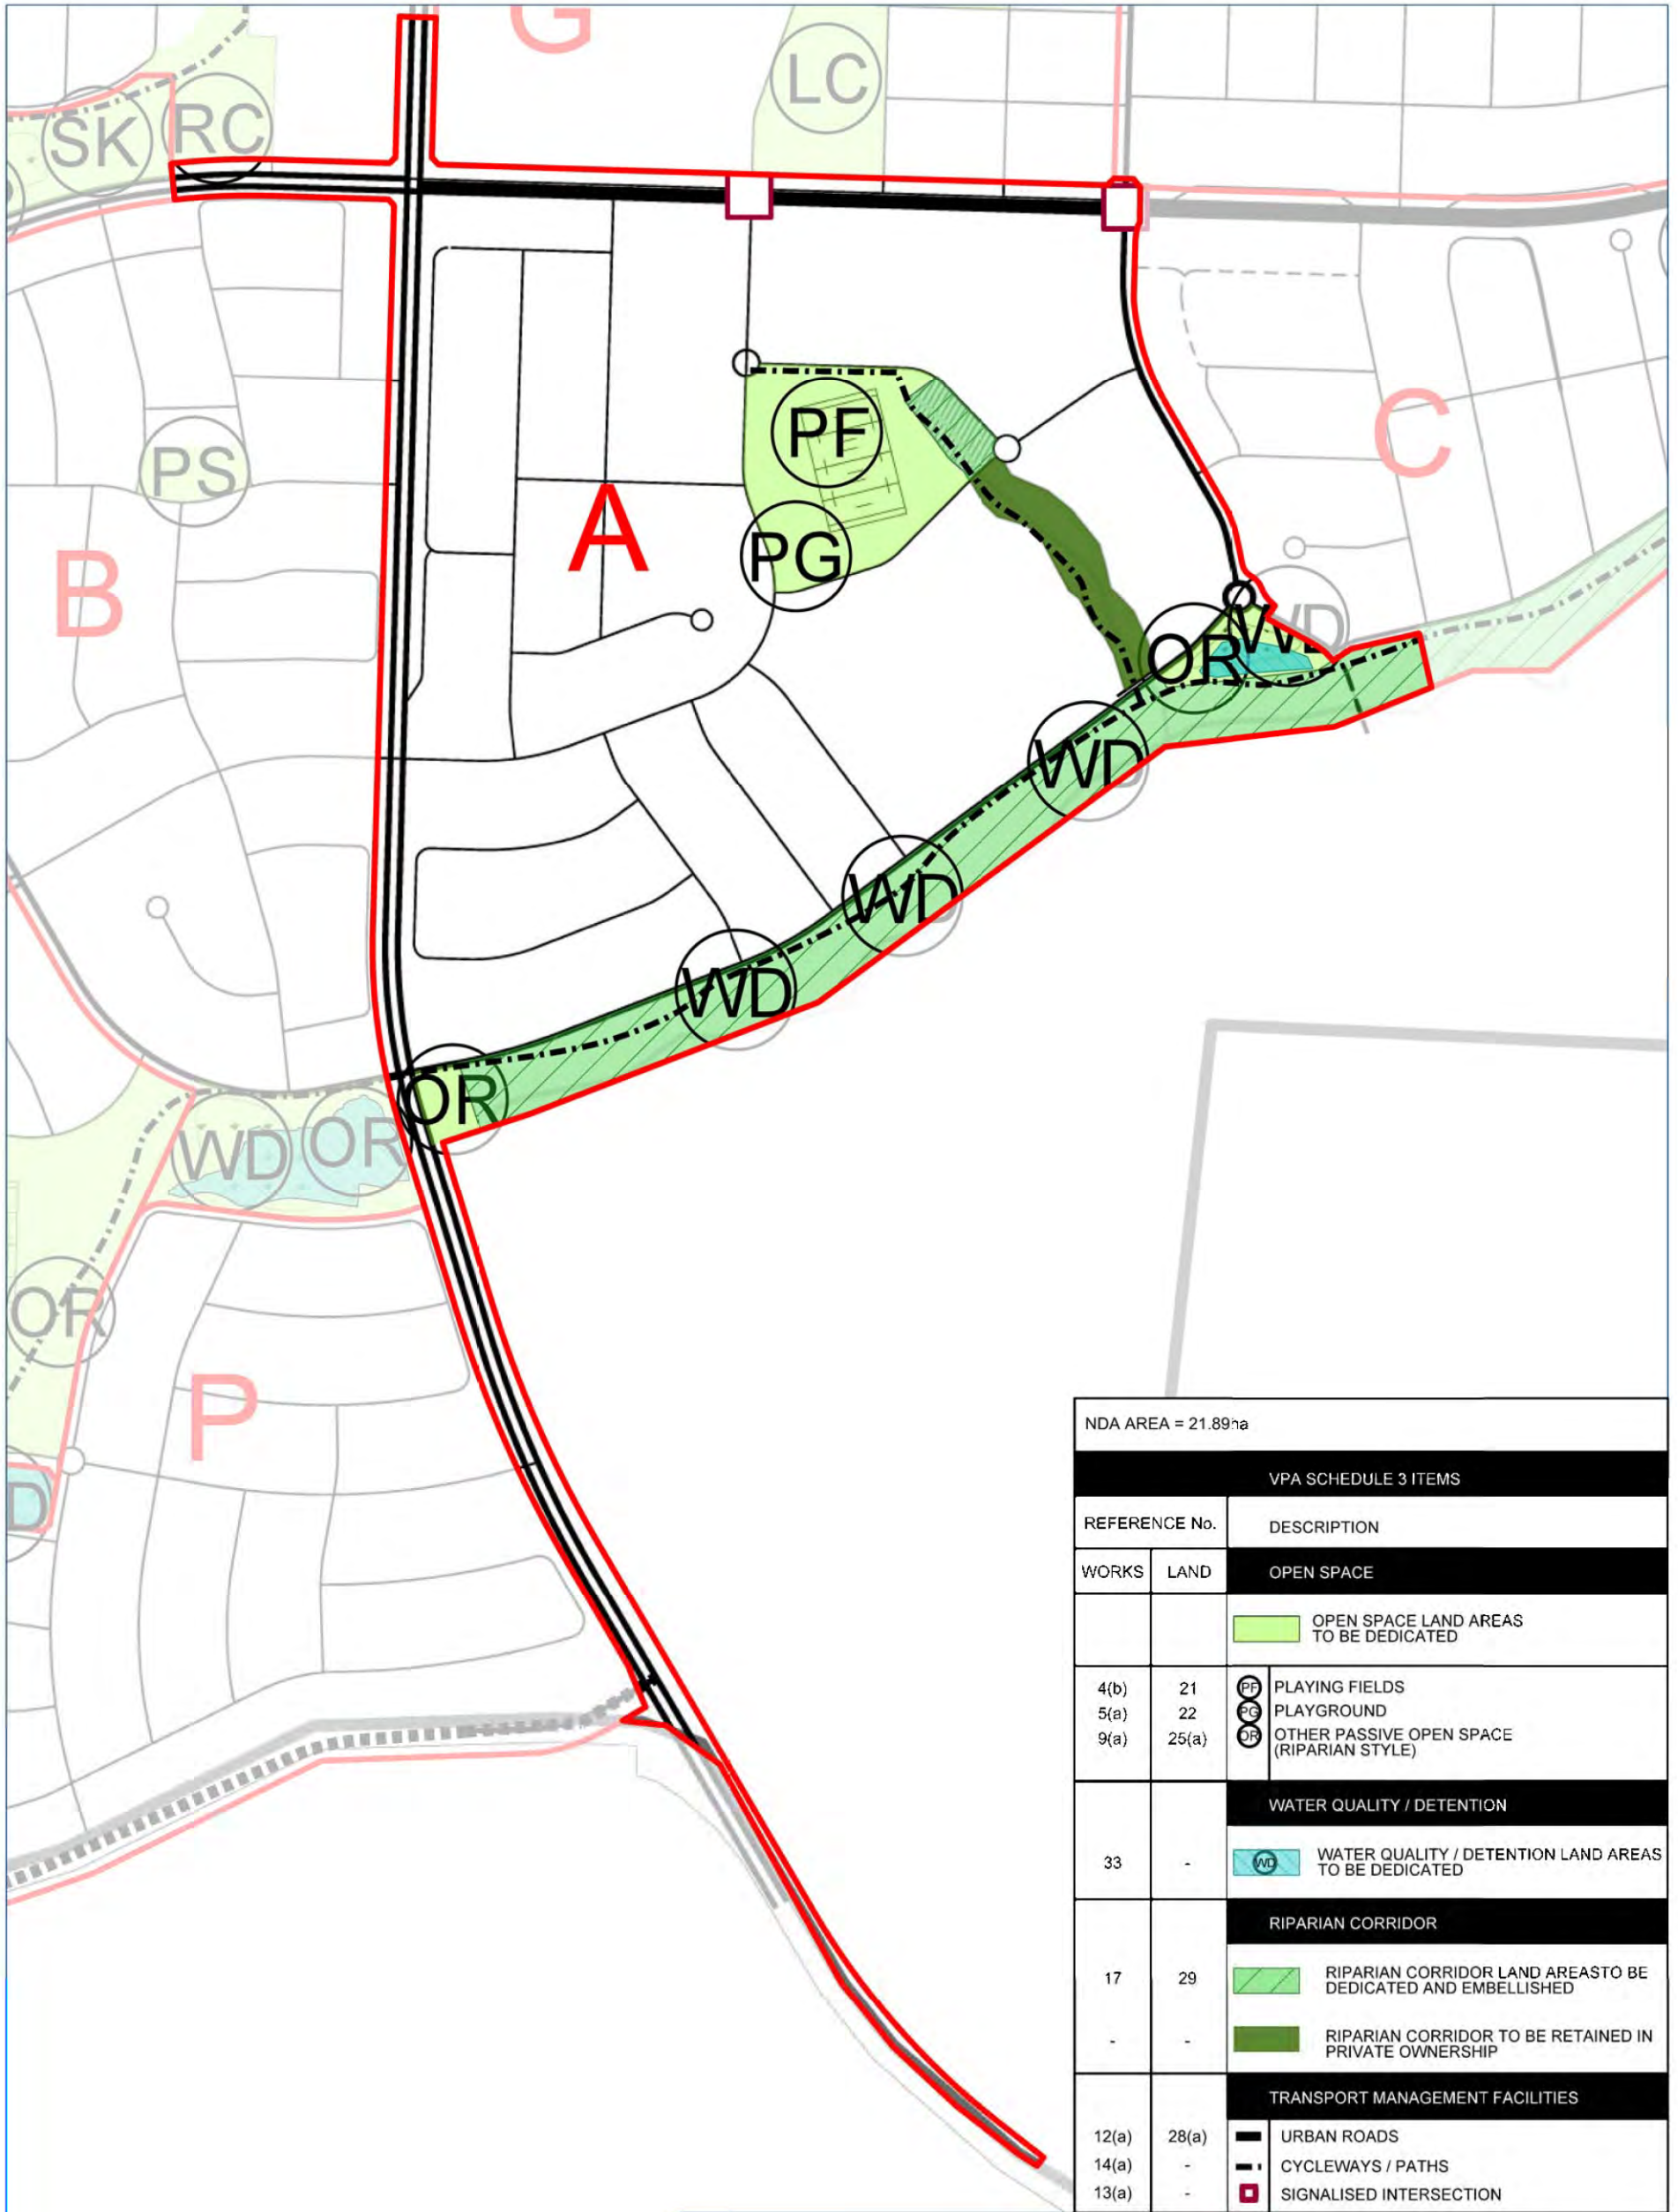 G
LC
SK
RC
PF
PS
C
A
PG
B
WD
OR
WD
WD
WD
OR
WD
OR
OR
P
D
NDA AREA = 21.89ha
VPA SCHEDULE 3 ITEMS
REFERENCE No.
DESCRIPTION
WORKS LAND OPEN SPACE
OPEN SPACE LAND AREAS
TO BE DEDICATED
4(b) 21 PF PLAYING FIELDS
5(a) 22 PG PLAYGROUND
9(a) 25(a) OR OTHER PASSIVE OPEN SPACE
(RIPARIAN STYLE)
WATER QUALITY / DETENTION
33 - WD WATER QUALITY / DETENTION LAND AREAS
TO BE DEDICATED
RIPARIAN CORRIDOR
17 29 RIPARIAN CORRIDOR LAND AREASTO BE
DEDICATED AND EMBELLISHED
- - RIPARIAN CORRIDOR TO BE RETAINED IN
PRIVATE OWNERSHIP
TRANSPORT MANAGEMENT FACILITIES
12(a) 28(a) URBAN ROADS
14(a) - CYCLEWAYS / PATHS
13(a) - SIGNALISED INTERSECTION